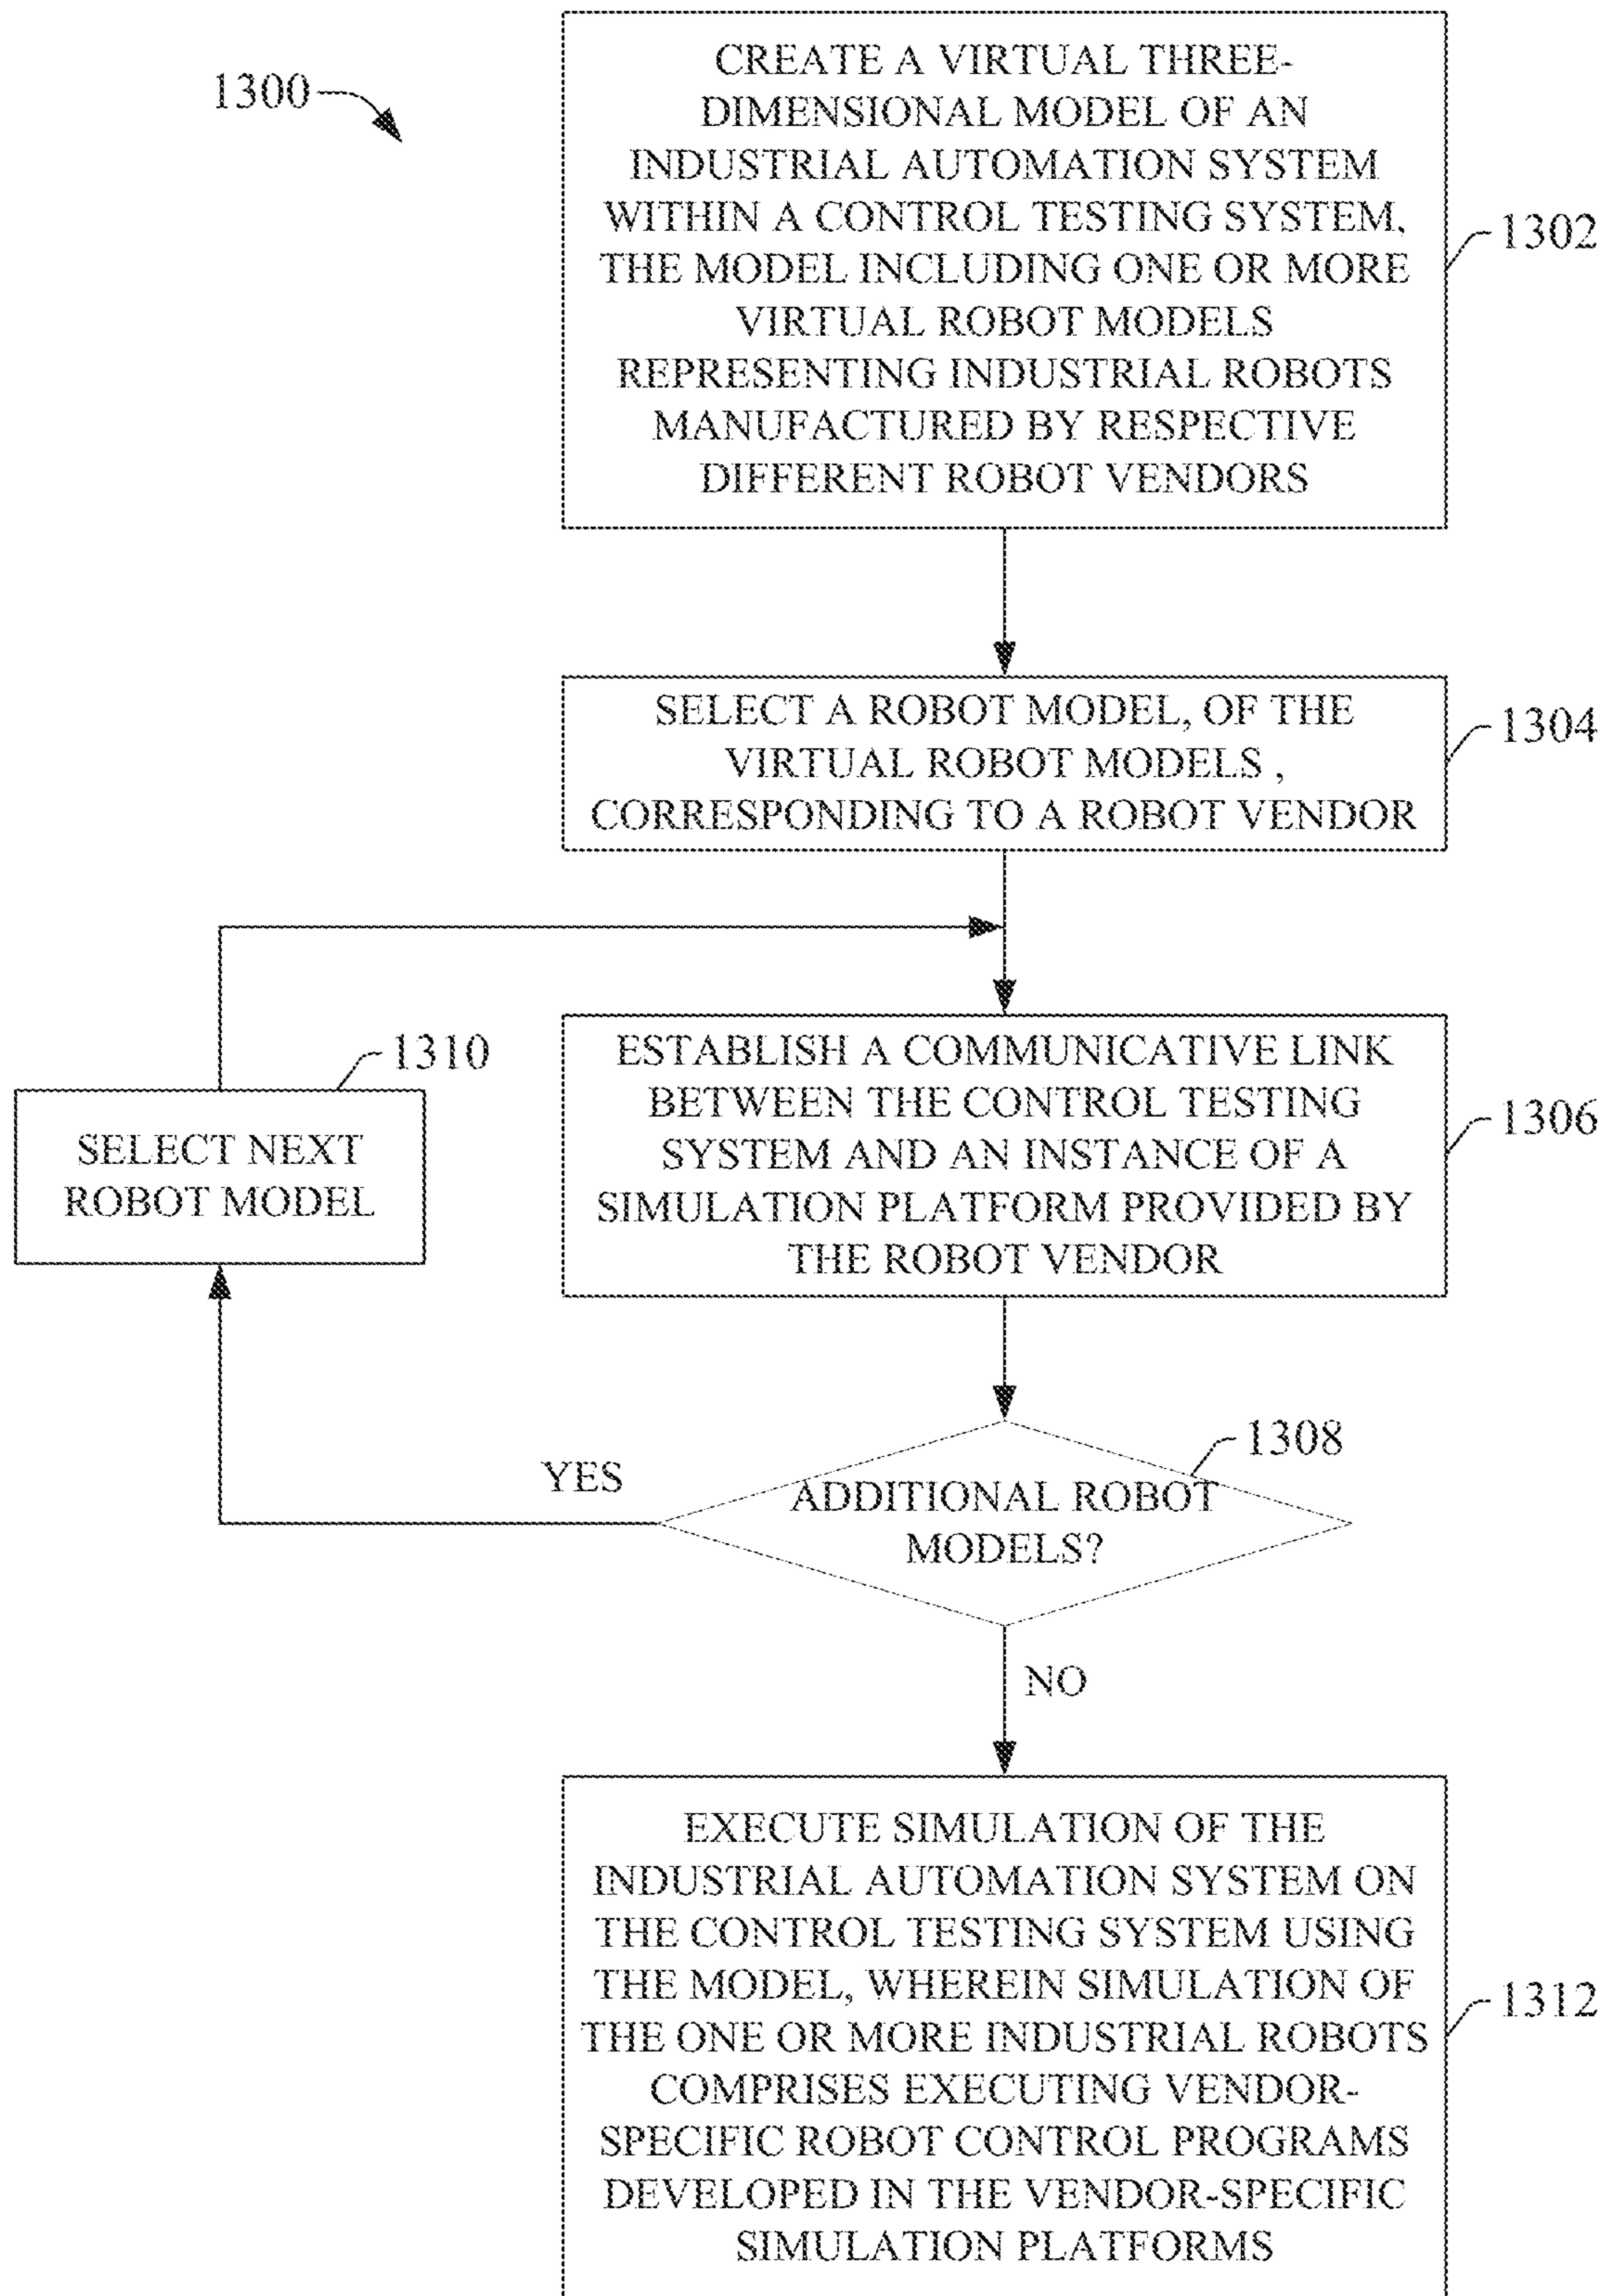 1300
CREATE A VIRTUAL THREE-
DIMENSIONAL MODEL OF AN
INDUSTRIAL AUTOMATION SYSTEM
WITHIN A CONTROL TESTING SYSTEM,
THE MODEL INCLUDING ONE OR MORE
VIRTUAL ROBOT MODELS
REPRESENTING INDUSTRIAL ROBOTS
MANUFACTURED BY RESPECTIVE
DIFFERENT ROBOT VENDORS
1302
SELECT A ROBOT MODEL, OF THE
VIRTUAL ROBOT MODELS ,
CORRESPONDING TO A ROBOT VENDOR
1304
ESTABLISH A COMMUNICATIVE LINK
BETWEEN THE CONTROL TESTING
SYSTEM AND AN INSTANCE OF A
SIMULATION PLATFORM PROVIDED BY
THE ROBOT VENDOR
1306
1310
SELECT NEXT
ROBOT MODEL
1308
YES
ADDITIONAL ROBOT
MODELS?
NO
EXECUTE SIMULATION OF THE
INDUSTRIAL AUTOMATION SYSTEM ON
THE CONTROL TESTING SYSTEM USING
THE MODEL, WHEREIN SIMULATION OF
THE ONE OR MORE INDUSTRIAL ROBOTS
COMPRISES EXECUTING VENDOR-
SPECIFIC ROBOT CONTROL PROGRAMS
DEVELOPED IN THE VENDOR-SPECIFIC
SIMULATION PLATFORMS
1312